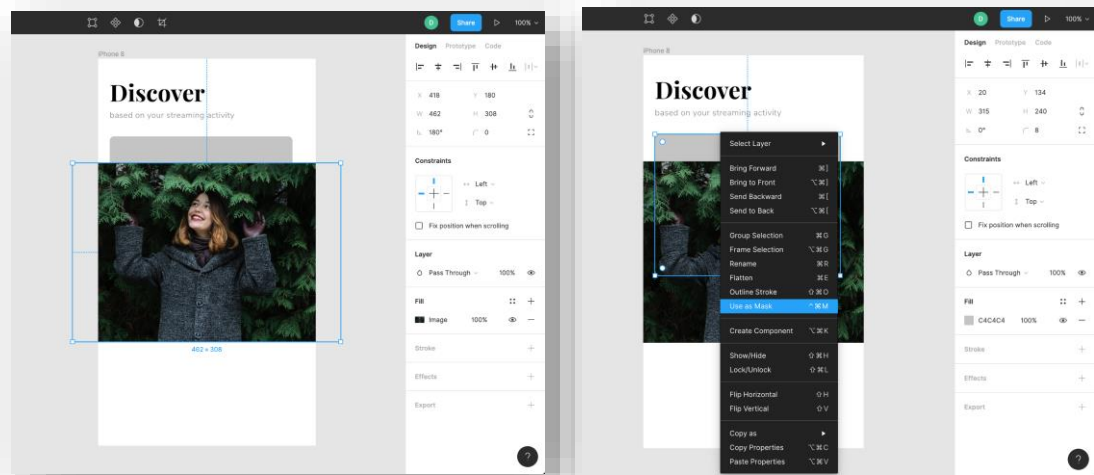 D
Share
100%
iPhone 8
Design Prototype Code
Discover
based on your streaming activity
X 418 Y 180
W 462 H 308
180° 0
Constraints
Left
Top
Fix position when scrolling
Layer
Pass Through 100%
Fill
Image 100%
Stroke
Effects
Export
462 × 308
?
D
Share
100%
iPhone 8
Design Prototype Code
Discover
based on your streaming activity
X 20 Y 134
W 315 H 240
0° 8
Select Layer
Bring Forward ⌘]
Bring to Front ⌥⌘]
Send Backward ⌘[
Send to Back ⌥⌘[
Group Selection ⌘G
Frame Selection ⌥⌘G
Rename ⌘R
Flatten ⌘E
Outline Stroke ⇧⌘O
Use as Mask ^⌘M
Create Component ⌥⌘K
Show/Hide ⇧⌘H
Lock/Unlock ⇧⌘L
Flip Horizontal ⇧H
Flip Vertical ⇧V
Copy as
Copy Properties ⌥⌘C
Paste Properties ⌥⌘V
Constraints
Left
Top
Fix position when scrolling
Layer
Pass Through 100%
Fill
C4C4C4 100%
Stroke
Effects
Export
?